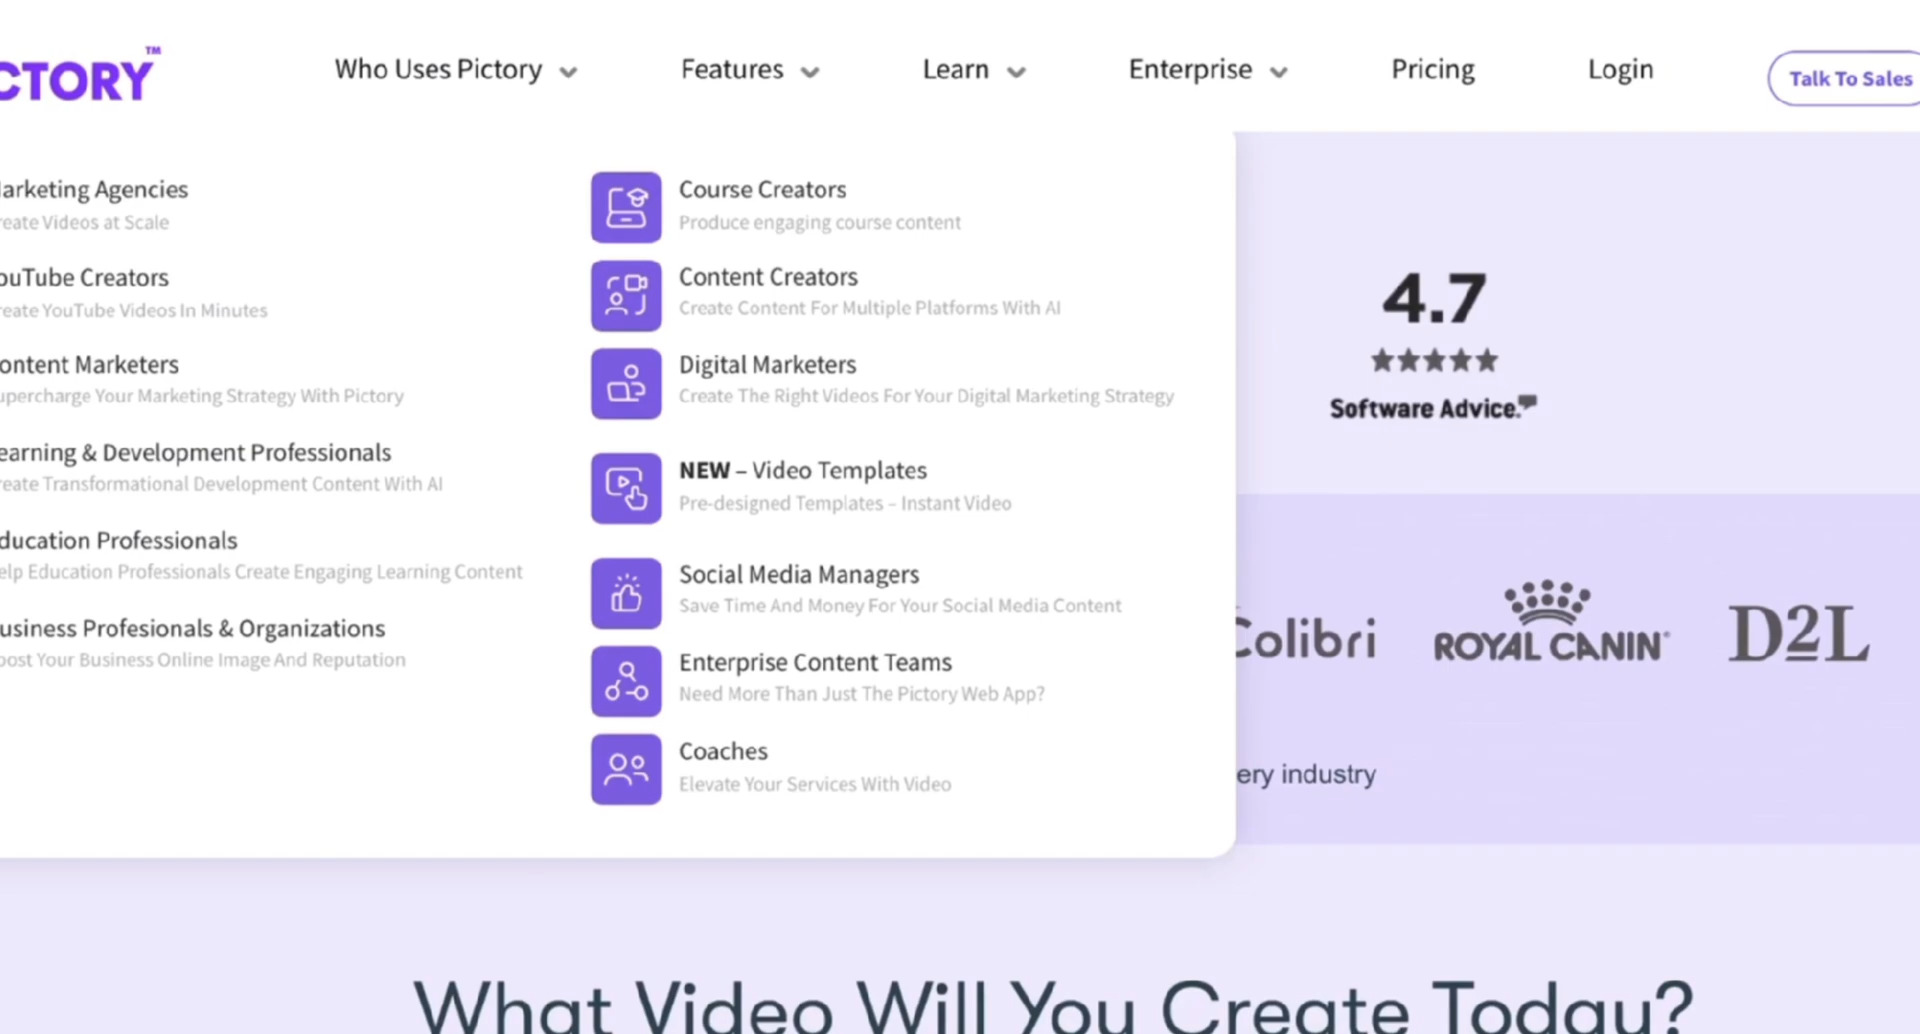 CTORY™
Who Uses Pictory
Features
Learn
Enterprise
Pricing
Login
Talk To Sales
arketing Agencies
reate Videos at Scale
ouTube Creators
reate YouTube Videos In Minutes
ontent Marketers
upercharge Your Marketing Strategy With Pictory
earning & Development Professionals
reate Transformational Development Content With AI
ducation Professionals
elp Education Professionals Create Engaging Learning Content
usiness Profesionals & Organizations
oost Your Business Online Image And Reputation
Course Creators
Produce engaging course content
Content Creators
Create Content For Multiple Platforms With AI
Digital Marketers
Create The Right Videos For Your Digital Marketing Strategy
NEW – Video Templates
Pre-designed Templates – Instant Video
Social Media Managers
Save Time And Money For Your Social Media Content
Enterprise Content Teams
Need More Than Just The Pictory Web App?
Coaches
Elevate Your Services With Video
4.7
Software Advice.
Colibri
ROYAL CANIN®
D2L
ery industry
What Video Will You Create Today?